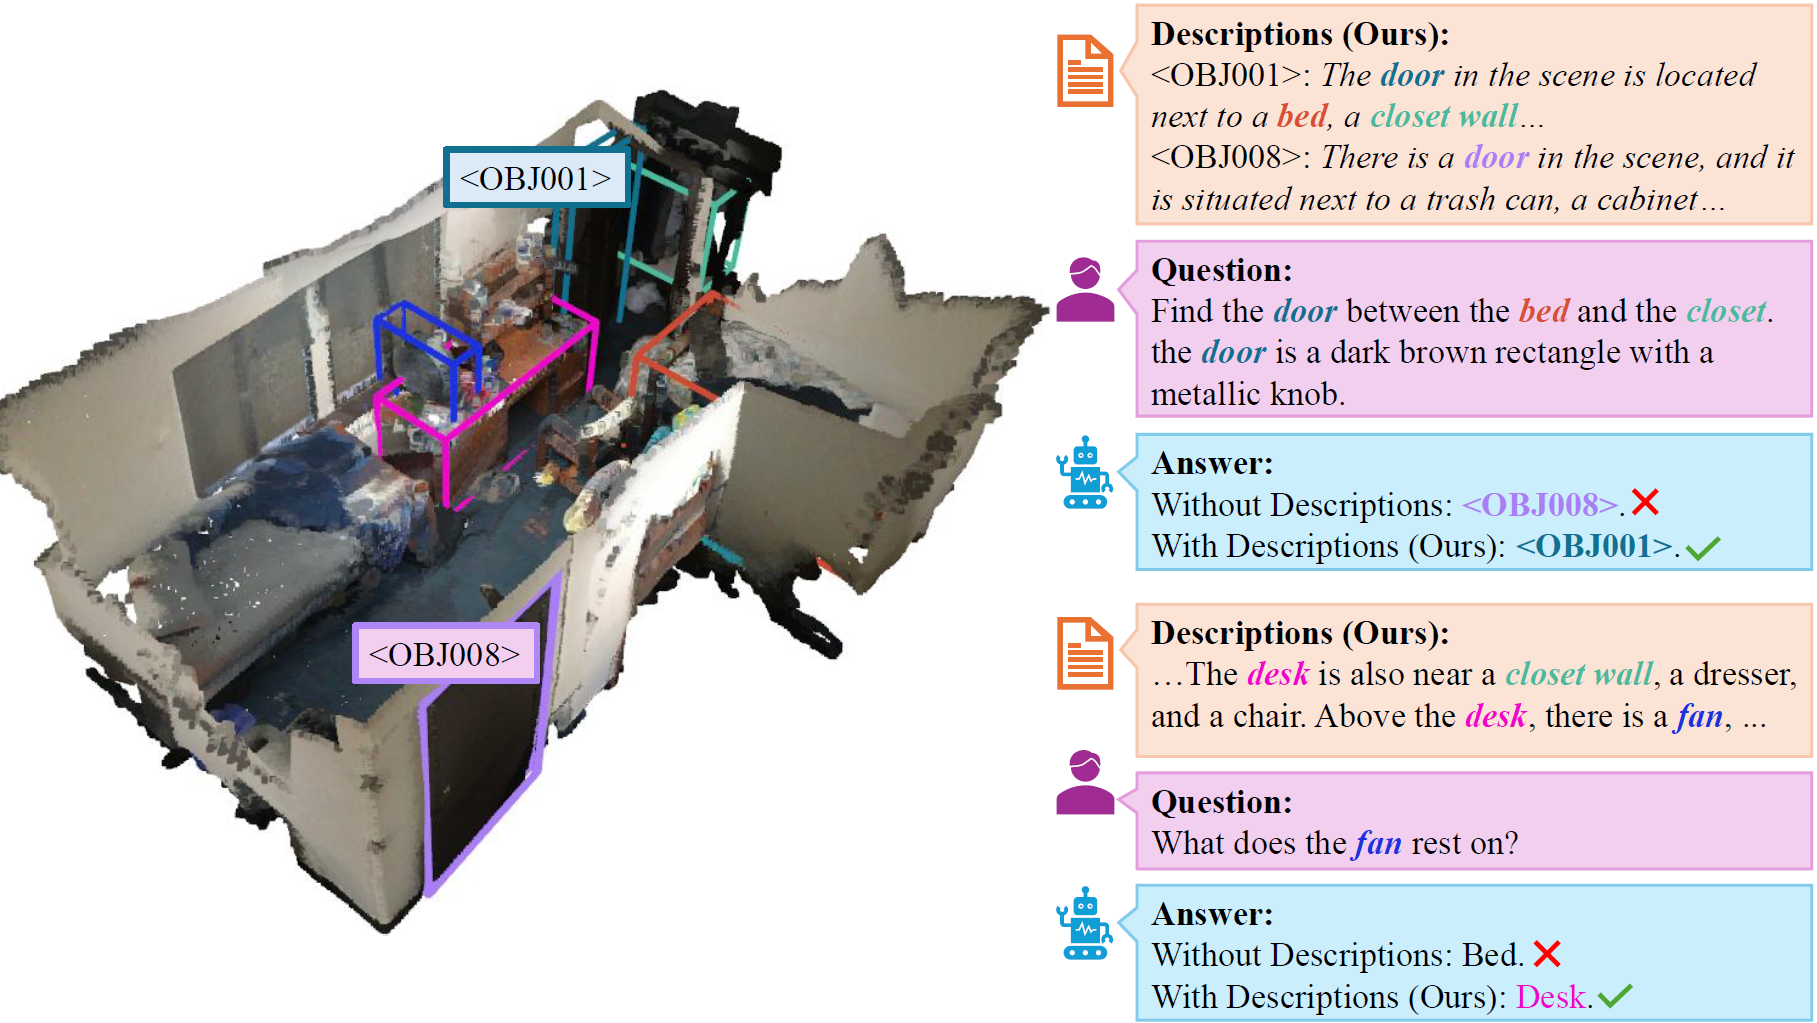 <OBJ001>
<OBJ008>
Descriptions (Ours):
<OBJ001>: The door in the scene is located
next to a bed, a closet wall...
<OBJ008>: There is a door in the scene, and it
is situated next to a trash can, a cabinet...
Question:
Find the door between the bed and the closet.
the door is a dark brown rectangle with a
metallic knob.
Answer:
Without Descriptions: <OBJ008>.
With Descriptions (Ours): <OBJ001>.
Descriptions (Ours):
...The desk is also near a closet wall, a dresser,
and a chair. Above the desk, there is a fan, ...
Question:
What does the fan rest on?
Answer:
Without Descriptions: Bed.
With Descriptions (Ours): Desk.